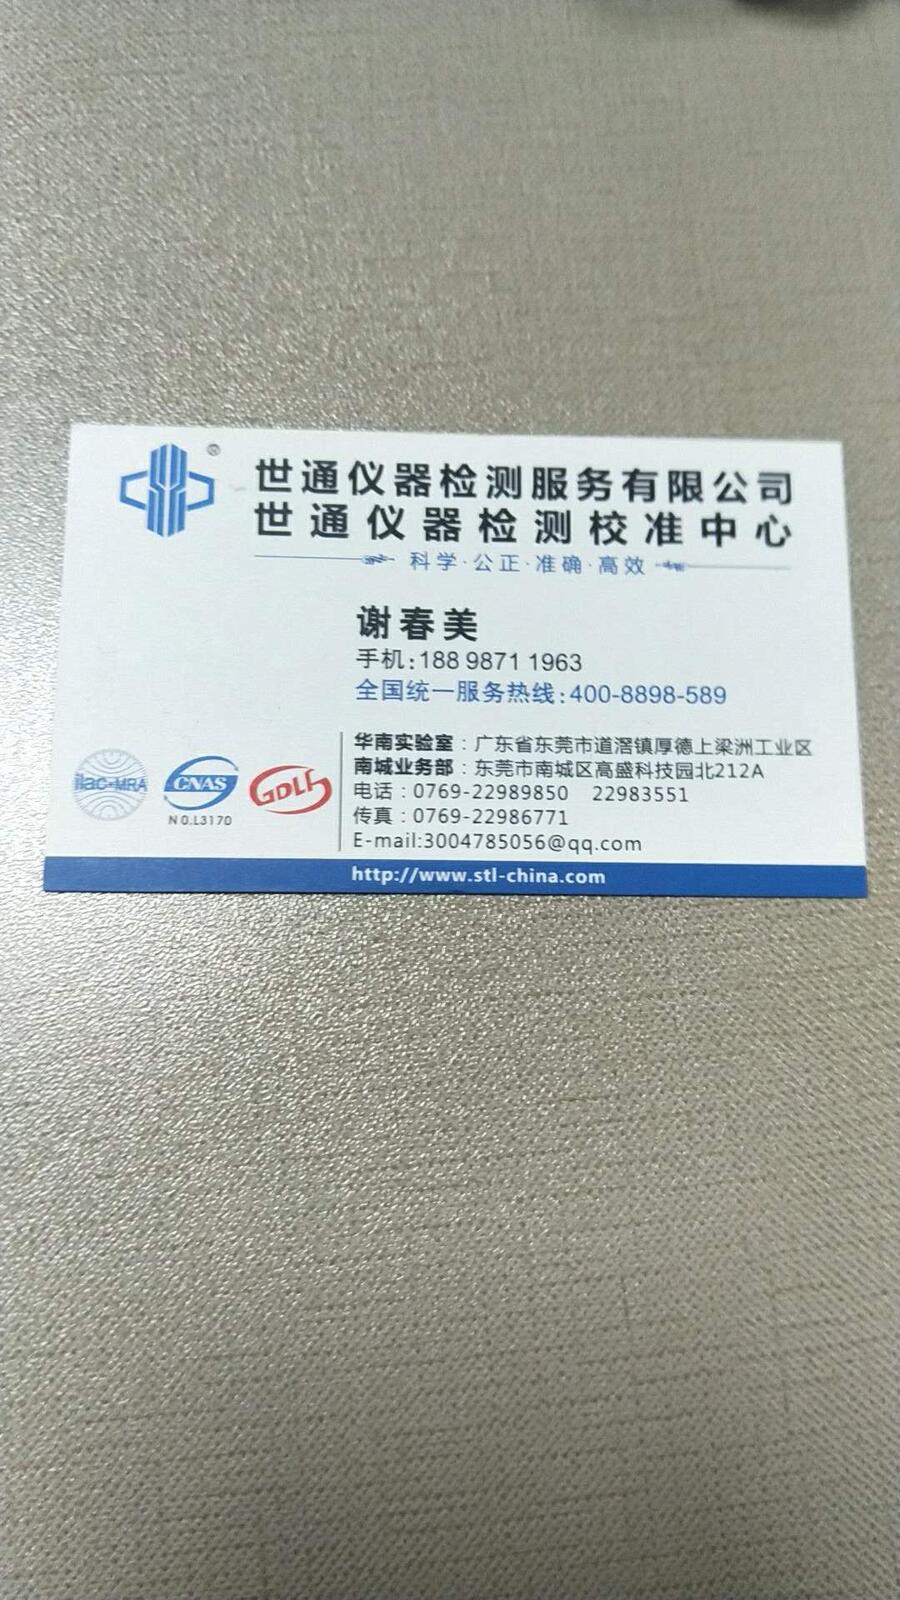 ®
世通仪器检测服务有限公司
世通仪器检测校准中心
科学·公正·准确·高效
谢春美
手机:188 9871 1963
全国统一服务热线:400-8898-589
华南实验室：广东省东莞市道滘镇厚德上梁洲工业区
南城业务部：东莞市南城区高盛科技园北212A
电话：0769-22989850 22983551
传真：0769-22986771
E-mail:3004785056@qq.com
ilac-MRA
CNAS
NO.L3170
GDLF
http://www.stl-china.com